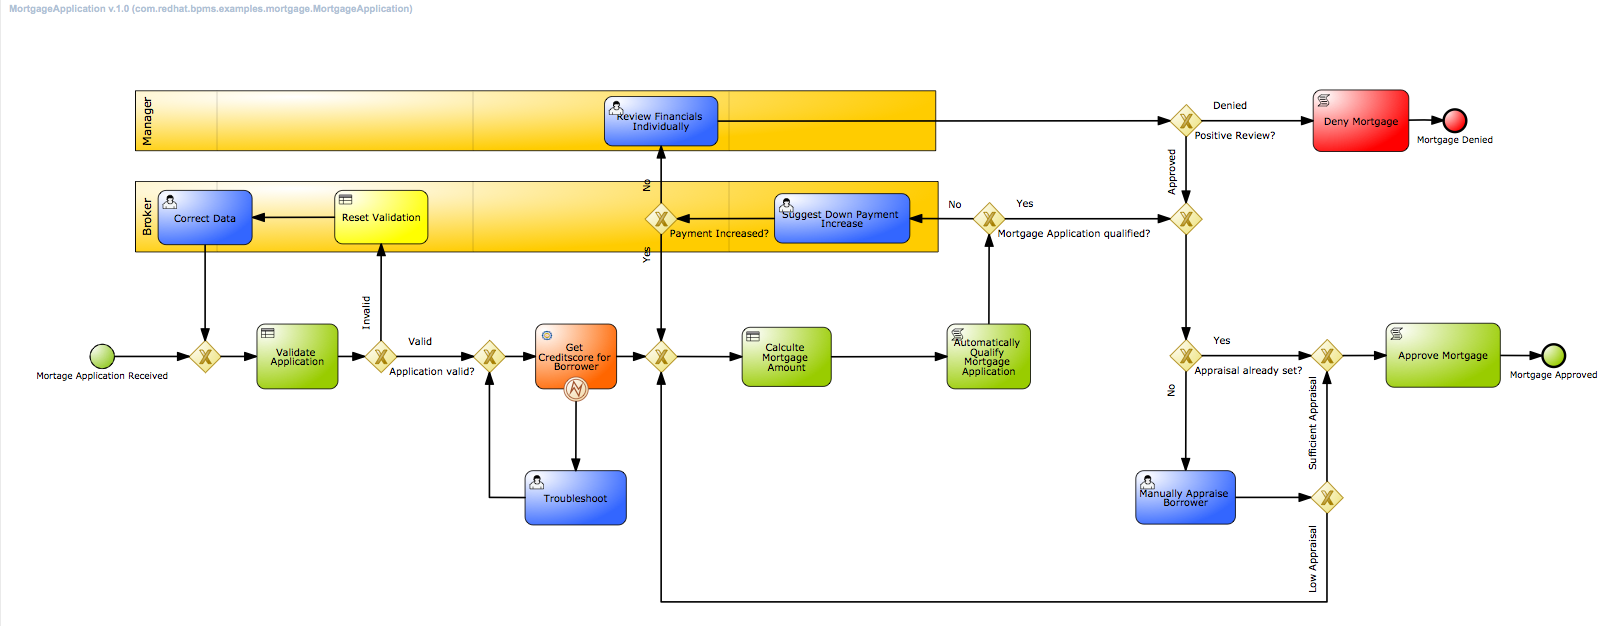 MortgageApplication v.1.0 (com.redhat.bpms.examples.mortgage.MortgageApplication)
Manager
Review Financials
Individually
Denied
Positive Review?
Deny Mortgage
Mortgage Denied
Approved
Broker
Correct Data
Reset Validation
No
Payment Increased?
Yes
Suggest Down Payment
Increase
No
Yes
Mortgage Application qualified?
Mortage Application Received
Validate
Application
Invalid
Valid
Application valid?
Get
Creditscore for
Borrower
Troubleshoot
Calculte
Mortgage
Amount
Automatically
Qualify
Mortgage
Application
Yes
Appraisal already set?
No
Manually Appraise
Borrower
Sufficient Appraisal
Low Appraisal
Approve Mortgage
Mortgage Approved